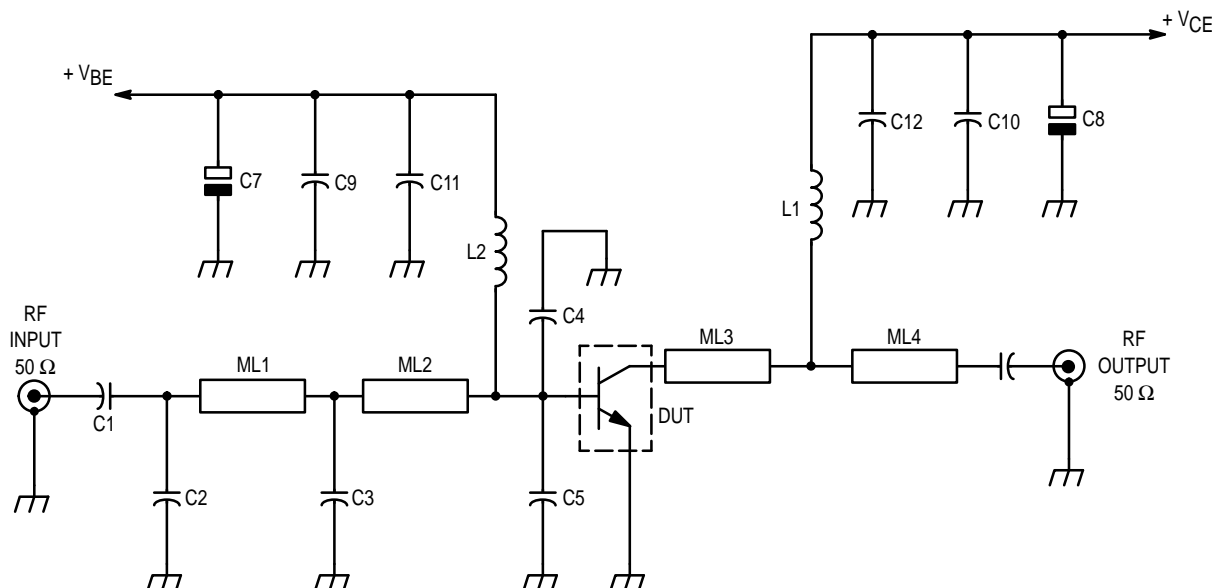 + VCE
+ VBE
C12
C10
C8
C7
C9
C11
L1
L2
C4
RF
INPUT
50 Ω
ML1
ML2
ML3
ML4
RF
OUTPUT
50 Ω
C1
DUT
C2
C3
C5